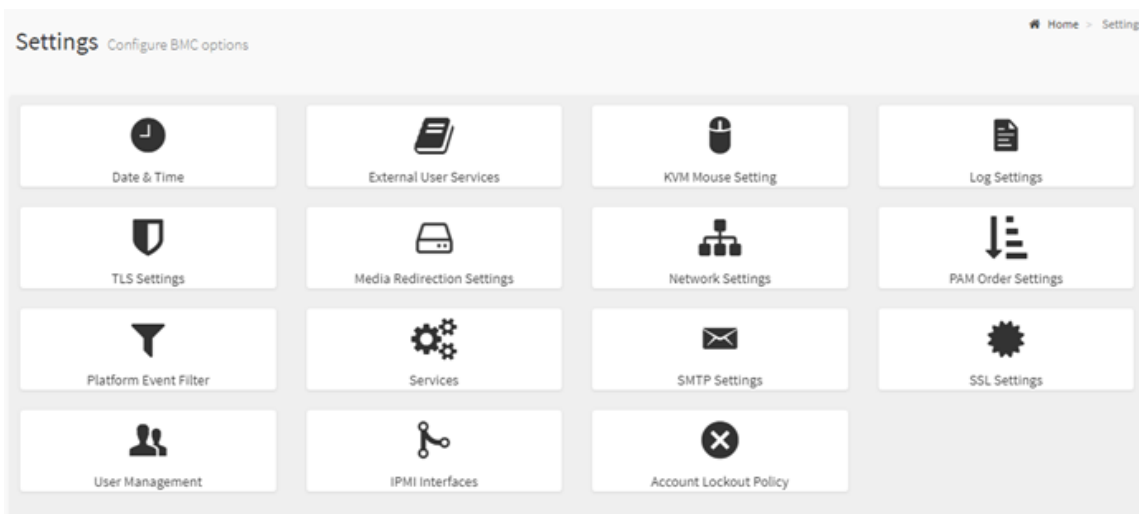 Settings Configure BMC options
Home > Setting
Date & Time
External User Services
KVM Mouse Setting
Log Settings
TLS Settings
Media Redirection Settings
Network Settings
PAM Order Settings
Platform Event Filter
Services
SMTP Settings
SSL Settings
User Management
IPMI Interfaces
Account Lockout Policy